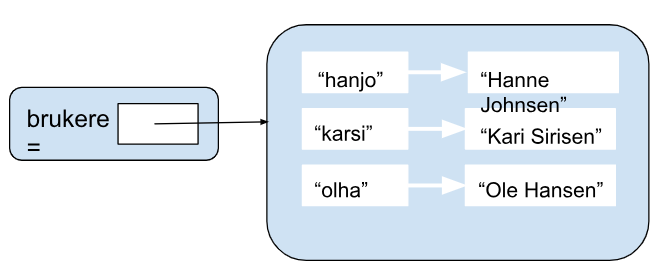 brukere
=
“hanjo”
“Hanne
Johnsen”
“karsi”
“Kari Sirisen”
“olha”
“Ole Hansen”